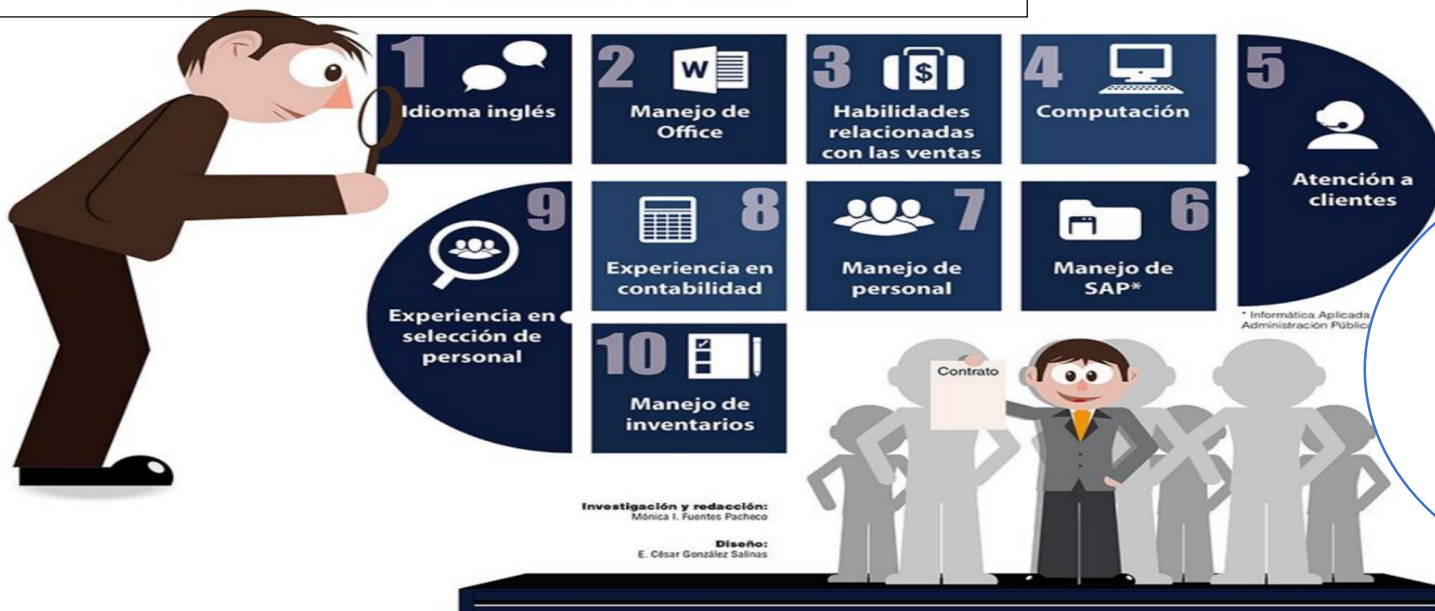 1
Idioma inglés
2
W
Manejo de
Office
3
$
Habilidades
relacionadas
con las ventas
4
Computación
5
Atención a
clientes
6
Manejo de
SAP*
* Informática Aplicada
Administración Pública
7
Manejo de
personal
8
Experiencia en
contabilidad
9
Experiencia en
selección de
personal
10
Manejo de
inventarios
Contrato
Investigación y redacción:
Mónica I. Fuentes Pacheco
Diseño:
E. César González Salinas